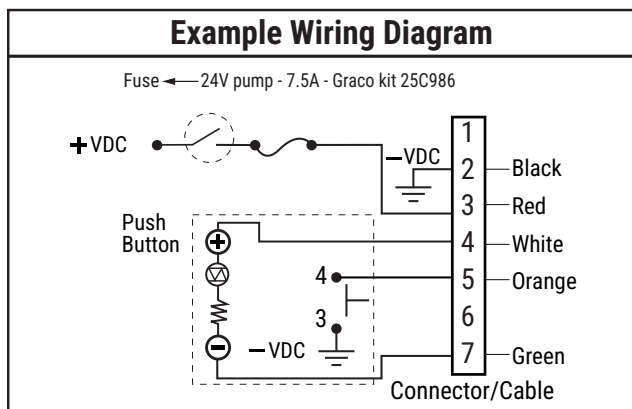 Example Wiring Diagram
Fuse 24V pump - 7.5A - Graco kit 25C986
+ VDC
1
– VDC
2 Black
3 Red
Push
Button
+
4 White
4
5 Orange
3
6
–
– VDC
7 Green
Connector/Cable